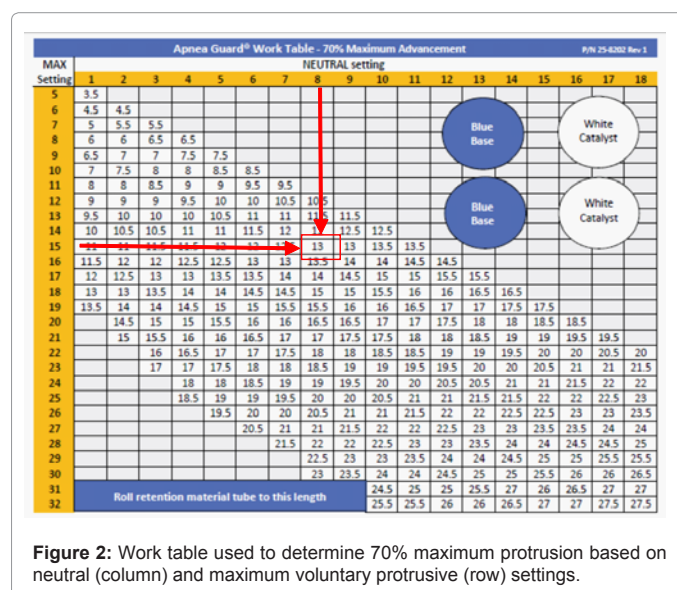 Apnea Guard® Work Table - 70% Maximum Advancement P/N 25-8202 Rev 1
MAX NEUTRAL setting
Setting 1 2 3 4 5 6 7 8 9 10 11 12 13 14 15 16 17 18
5 3.5
6 4.5 4.5
7 5 5.5 5.5
8 6 6 6.5 6.5
9 6.5 7 7 7.5 7.5
10 7 7.5 8 8 8.5 8.5
11 8 8 8.5 9 9 9.5 9.5
12 9 9 9 9.5 10 10 10.5
13 9.5 10 10 10 10.5 11 11 11.5
14 10 10.5 10.5 11 11 11.5 12 12.5 12.5
15 13 13 13.5 13.5
16 11.5 12 12 12.5 12.5 13 13 13.5 14 14 14.5 14.5
17 12 12.5 13 13 13.5 13.5 14 14 14.5 15 15 15.5 15.5
18 13 13 13.5 14 14 14.5 14.5 15 15 15.5 16 16 16.5 16.5
19 13.5 14 14 14.5 15 15 15.5 15.5 16 16 16.5 17 17 17.5 17.5
20 14.5 15 15 15.5 16 16 16.5 16.5 17 17 17.5 18 18 18.5 18.5
21 15 15.5 16 16 16.5 17 17 17.5 17.5 18 18 18.5 19 19 19.5 19.5
22 16 16.5 17 17 17.5 18 18 18.5 18.5 19 19 19.5 20 20 20.5 20
23 17 17 17.5 18 18 18.5 19 19 19.5 19.5 20 20 20.5 21 21 21.5
24 18 18 18.5 19 19 19.5 20 20 20.5 20.5 21 21 21.5 22 22
25 18.5 19 19 19.5 20 20 20.5 21 21 21.5 21.5 22 22 22.5 23
26 19.5 20 20 20.5 21 21 21.5 22 22 22.5 22.5 23 23 23.5
27 20.5 21 21 21.5 22 22 22.5 23 23 23.5 23.5 24 24
28 21.5 22 22 22.5 23 23 23.5 24 24 24.5 24.5 25
29 22.5 23 23 23.5 24 24 24.5 25 25 25.5 25.5
30 23 23.5 24 24 24.5 25 25 25.5 26 26 26.5
31 24.5 25 25 25.5 27 26 26.5 27 27
32 25.5 25.5 26 26 26.5 27 27 27.5 27.5
Blue
Base
White
Catalyst
Blue
Base
White
Catalyst
Roll retention material tube to this length
Figure 2: Work table used to determine 70% maximum protrusion based on
neutral (column) and maximum voluntary protrusive (row) settings.